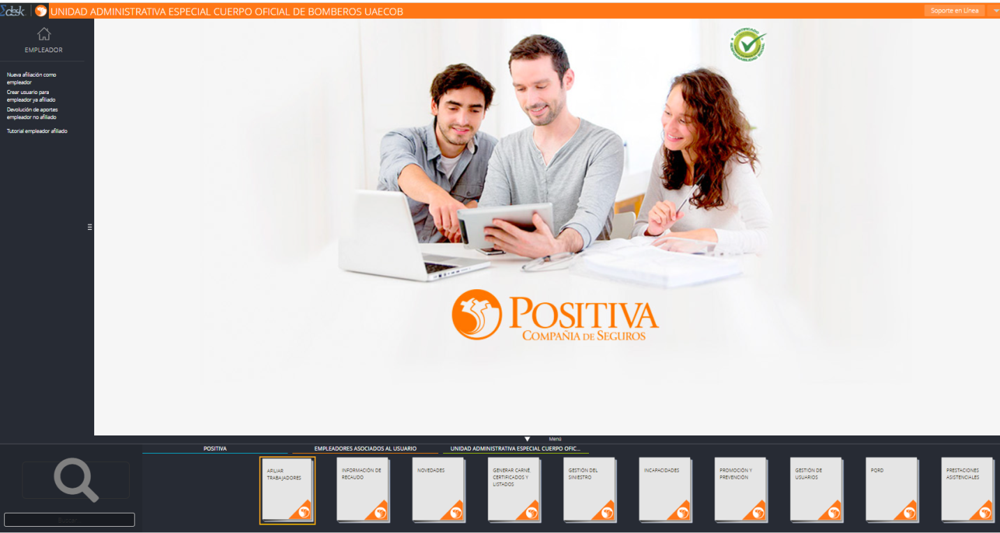 Σdesk
UNIDAD ADMINISTRATIVA ESPECIAL CUERPO OFICIAL DE BOMBEROS UAECOB
Soporte en Línea
EMPLEADOR
Nueva afiliación como
empleador
Crear usuario para
empleador ya afiliado
Devolución de aportes
empleador no afiliado
Tutorial empleador afiliado
CERTIFICADO
RESPONSABILIDAD SOCIAL
POSITIVA
COMPAÑIA DE SEGUROS
Menú
POSITIVA
EMPLEADORES ASOCIADOS AL USUARIO
UNIDAD ADMINISTRATIVA ESPECIAL CUERPO OFIC...
AFILIAR
TRABAJADORES
INFORMACIÓN DE
RECAUDO
NOVEDADES
GENERAR CARNÉ,
CERTIFICADOS Y
LISTADOS
GESTIÓN DEL
SINIESTRO
INCAPACIDADES
PROMOCIÓN Y
PREVENCIÓN
GESTIÓN DE
USUARIOS
PQRD
PRESTACIONES
ASISTENCIALES
Buscar